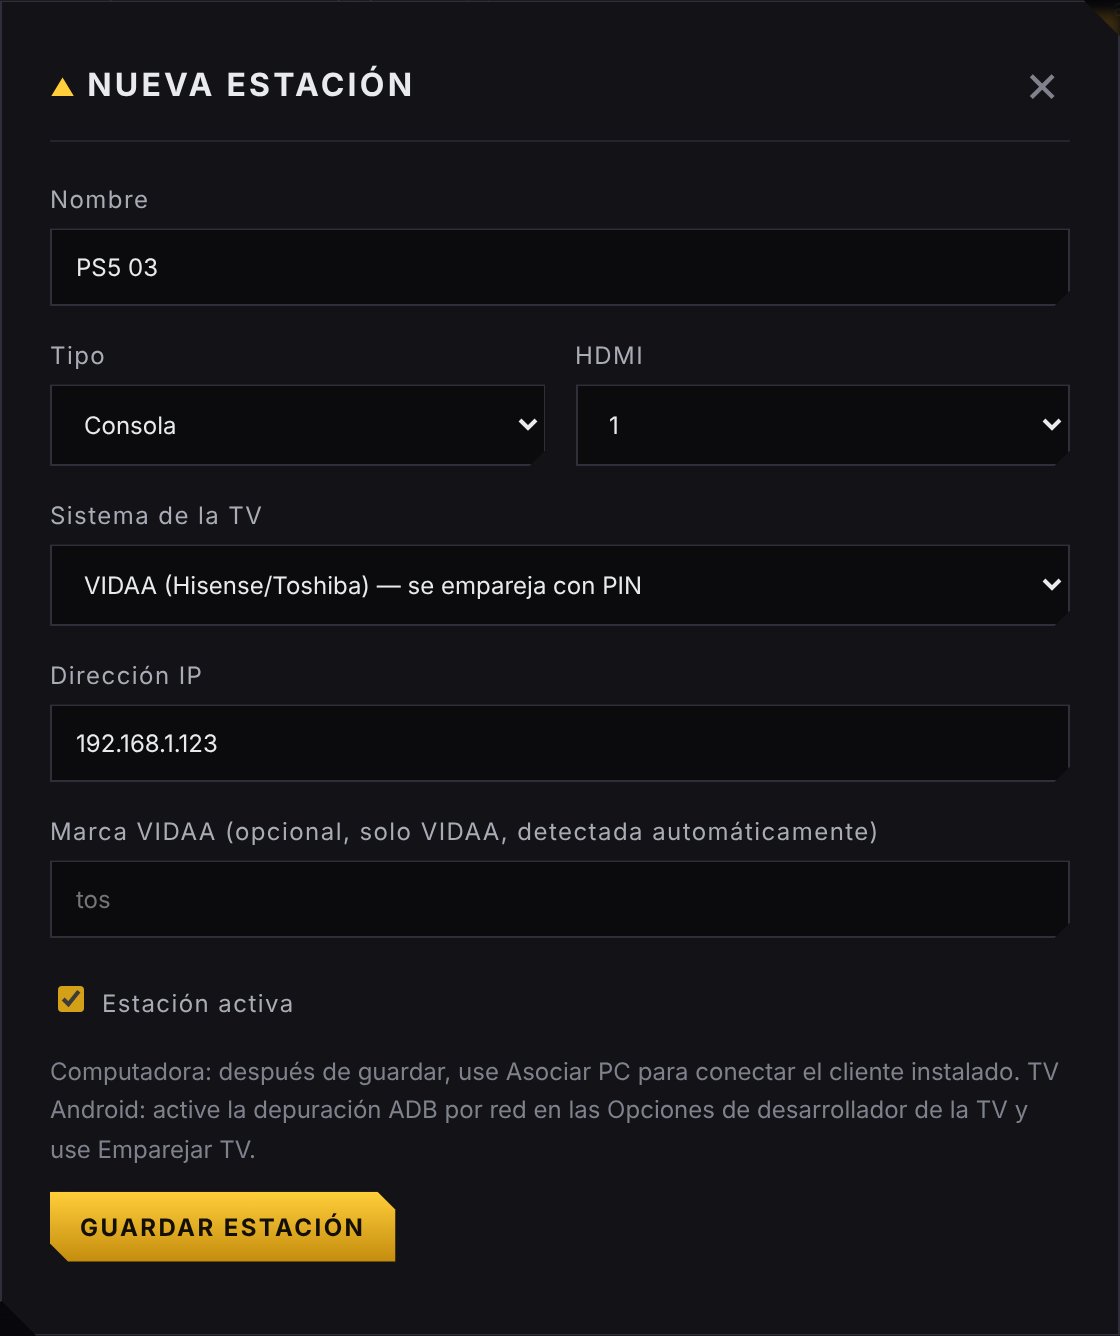 NUEVA ESTACIÓN
Nombre
PS5 03
Tipo
HDMI
Consola
1
Sistema de la TV
VIDAA (Hisense/Toshiba) — se empareja con PIN
Dirección IP
192.168.1.123
Marca VIDAA (opcional, solo VIDAA, detectada automáticamente)
tos
Estación activa
Computadora: después de guardar, use Asociar PC para conectar el cliente instalado. TV
Android: active la depuración ADB por red en las Opciones de desarrollador de la TV y
use Emparejar TV.
GUARDAR ESTACIÓN